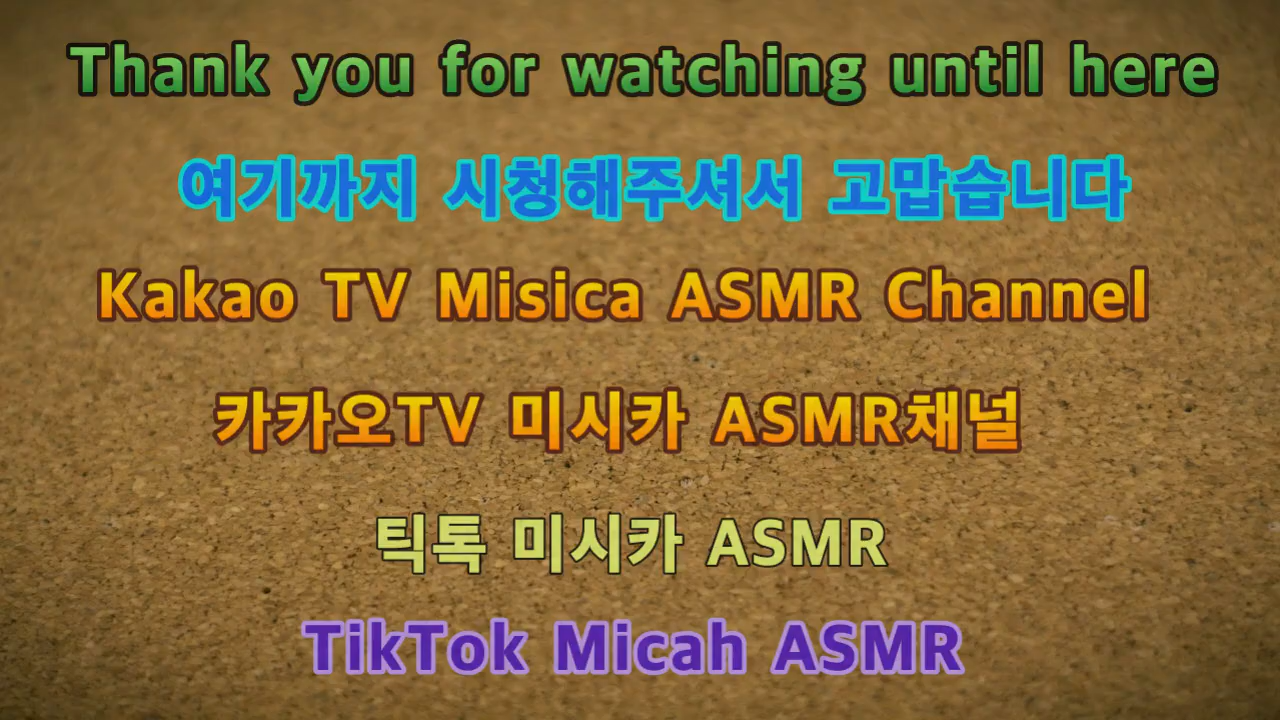 Thank you for watching until here
여기까지 시청해주셔서 고맙습니다
Kakao TV Misica ASMR Channel
카카오TV 미시카 ASMR채널
틱톡 미시카 ASMR
TikTok Micah ASMR